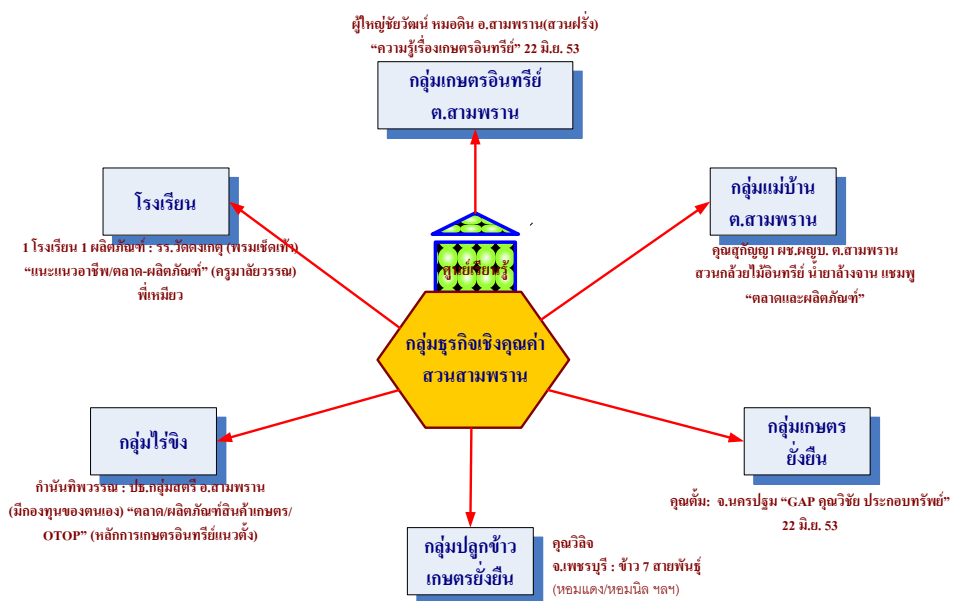 ผู้ใหญ่ชัยวัฒน์ หมอดิน อ.สามพราน(สวนฝรั่ง)
“ความรู้เรื่องเกษตรอินทรีย์” 22 มิ.ย. 53
กลุ่มเกษตรอินทรีย์
ต.สามพราน
โรงเรียน
1 โรงเรียน 1 ผลิตภัณฑ์ : รร.วัดดงเกตุ (พรมเช็ดเท้า)
“แนะแนวอาชีพ/ตลาด-ผลิตภัณฑ์” (ครูมาลัยวรรณ)
พี่เหมียว
กลุ่มแม่บ้าน
ต.สามพราน
คุณสุกัญญา ผช.ผญบ. ต.สามพราน
สวนกล้วยไม้อินทรีย์ น้ำยาล้างจาน แชมพู
“ตลาดและผลิตภัณฑ์”
ศูนย์เรียนรู้
กลุ่มธุรกิจเชิงคุณค่า
สวนสามพราน
กลุ่มไร่ขิง
กำนันทิพวรรณ : ปธ.กลุ่มสตรี อ.สามพราน
(มีกองทุนของตนเอง) “ตลาด/ผลิตภัณฑ์สินค้าเกษตร/
OTOP” (หลักการเกษตรอินทรีย์แนวตั้ง)
กลุ่มเกษตร
ยั่งยืน
คุณตั้ม: จ.นครปฐม “GAP คุณวิชัย ประกอบทรัพย์”
22 มิ.ย. 53
กลุ่มปลูกข้าว
เกษตรยั่งยืน
คุณวิลิจ
จ.เพชรบุรี : ข้าว 7 สายพันธุ์
(หอมแดง/หอมนิล ฯลฯ)